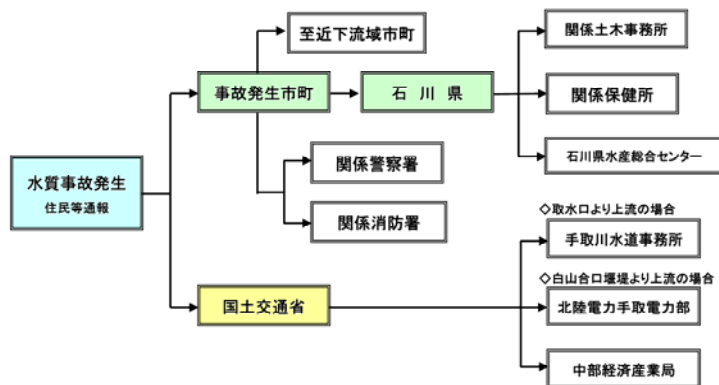 至近下流域市町
関係土木事務所
事故発生市町
石 川 県
関係保健所
石川県水産総合センター
水質事故発生
住民等通報
関係警察署
関係消防署
◇取水口より上流の場合
手取川水道事務所
◇白山合口堰堤より上流の場合
国土交通省
北陸電力手取電力部
中部経済産業局